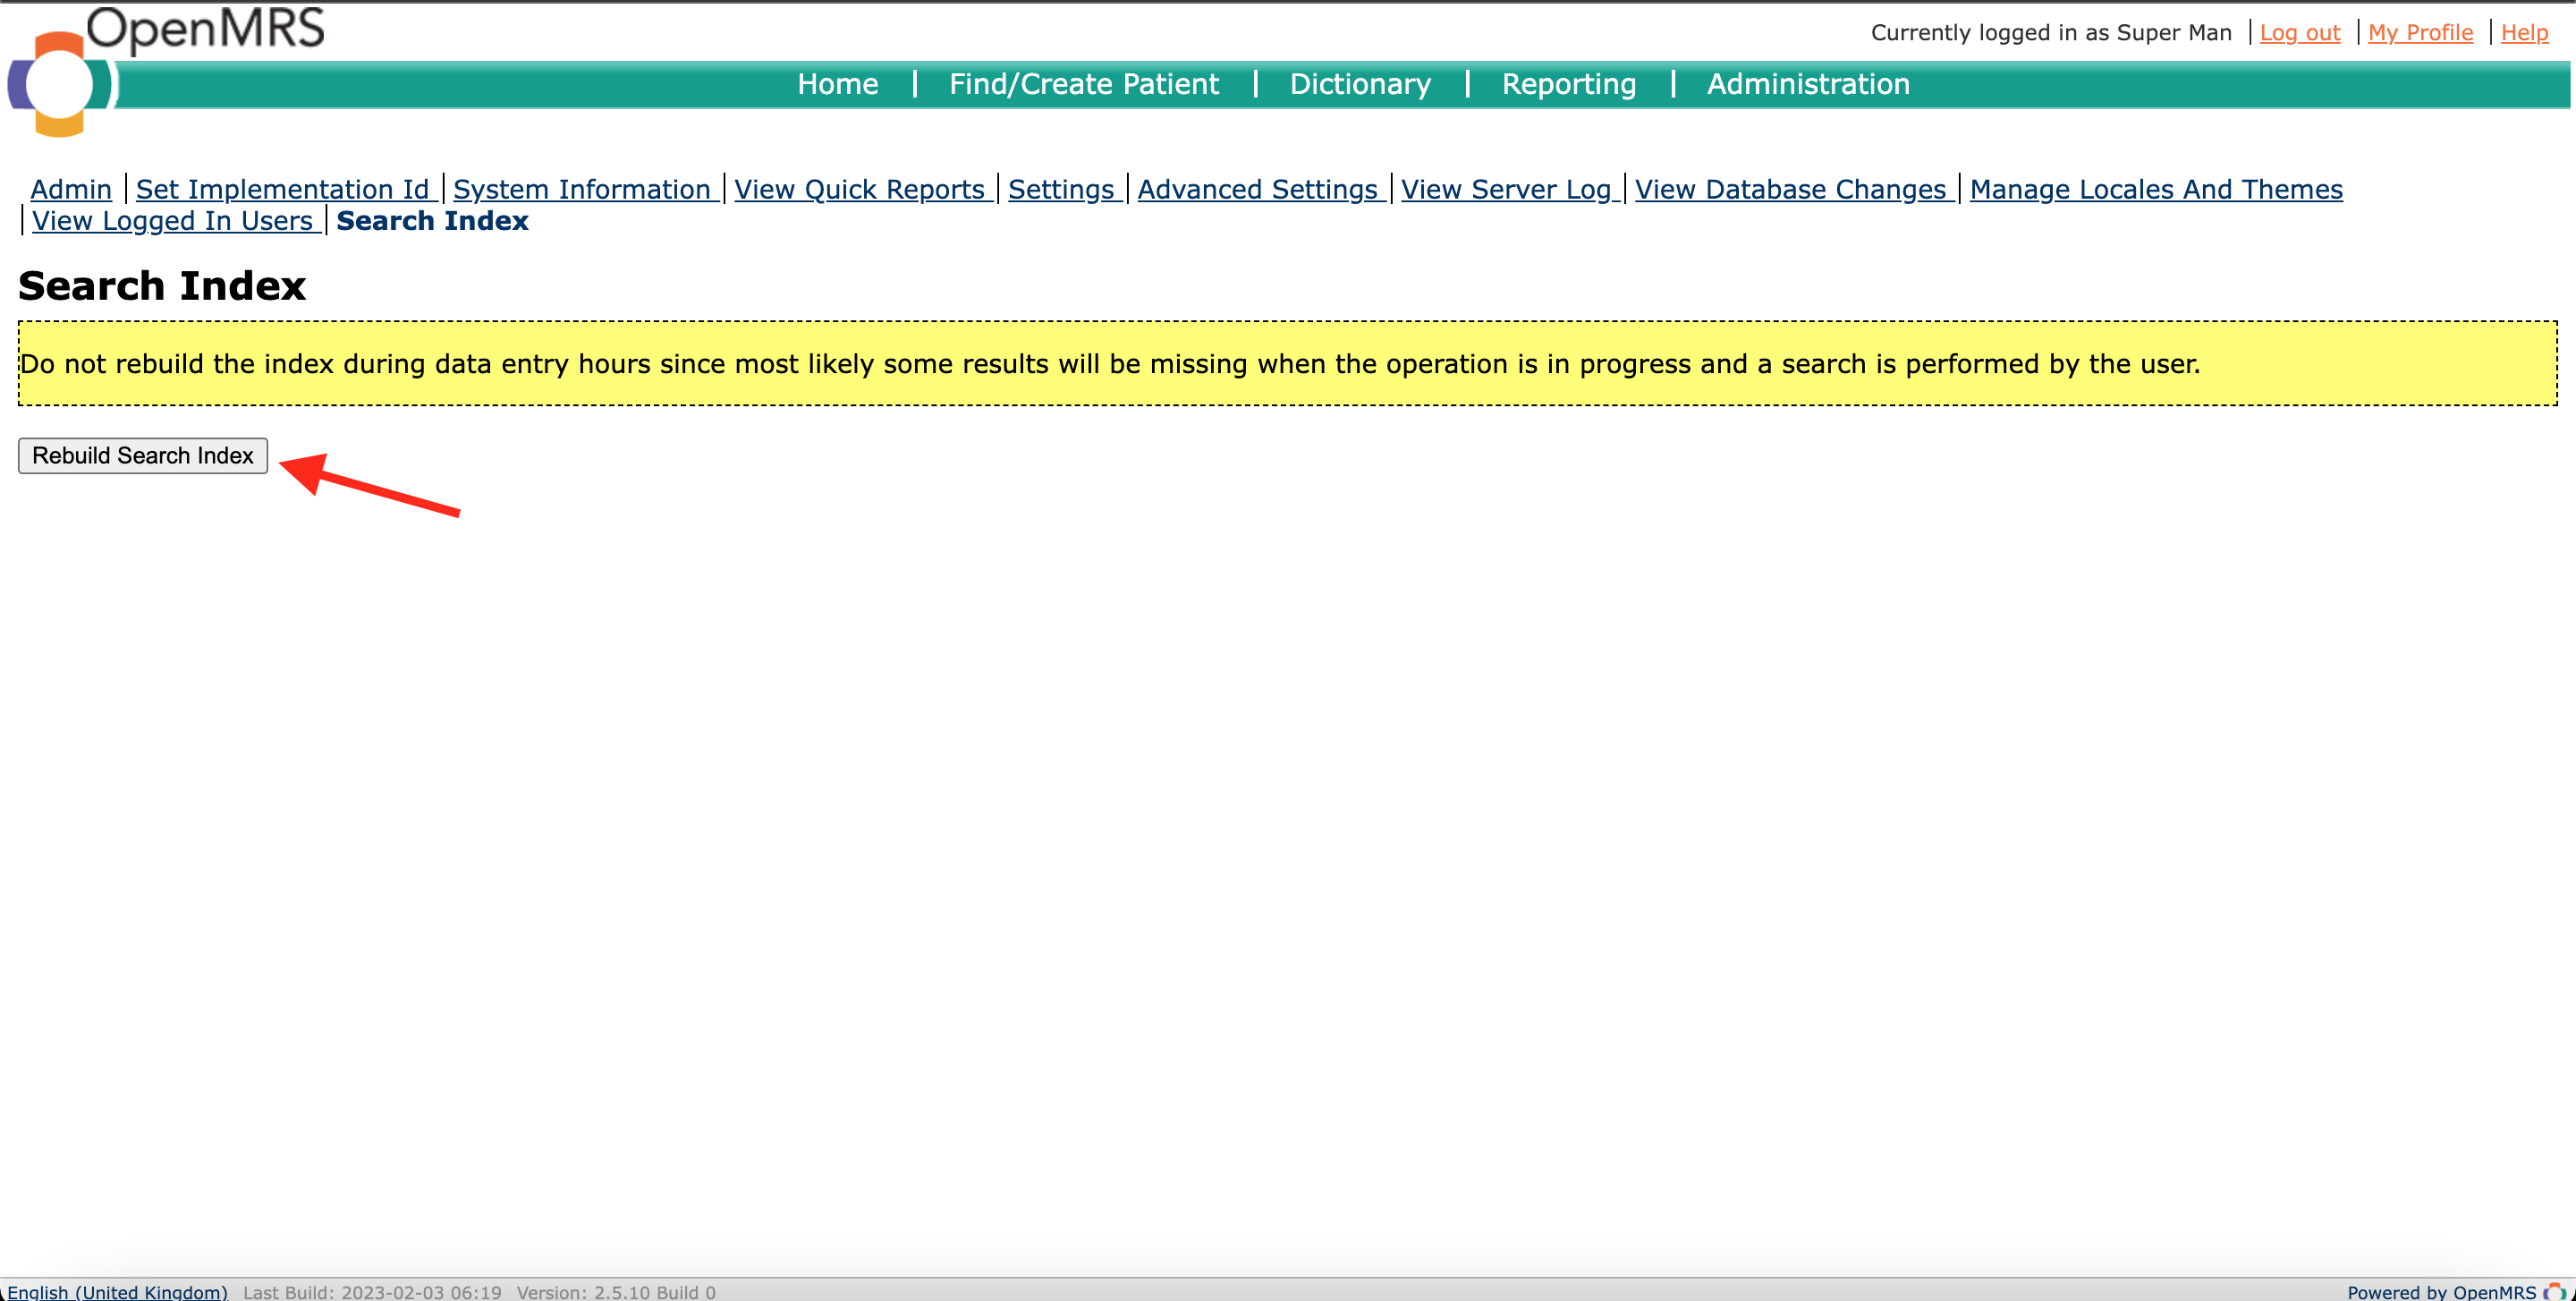 OpenMRS
Currently logged in as Super Man | Log out | My Profile | Help
Home | Find/Create Patient | Dictionary | Reporting | Administration
Admin | Set Implementation Id | System Information | View Quick Reports | Settings | Advanced Settings | View Server Log | View Database Changes | Manage Locales And Themes
| View Logged In Users | Search Index
Search Index
Do not rebuild the index during data entry hours since most likely some results will be missing when the operation is in progress and a search is performed by the user.
Rebuild Search Index
English (United Kingdom) Last Build: 2023-02-03 06:19 Version: 2.5.10 Build 0 Powered by OpenMRS